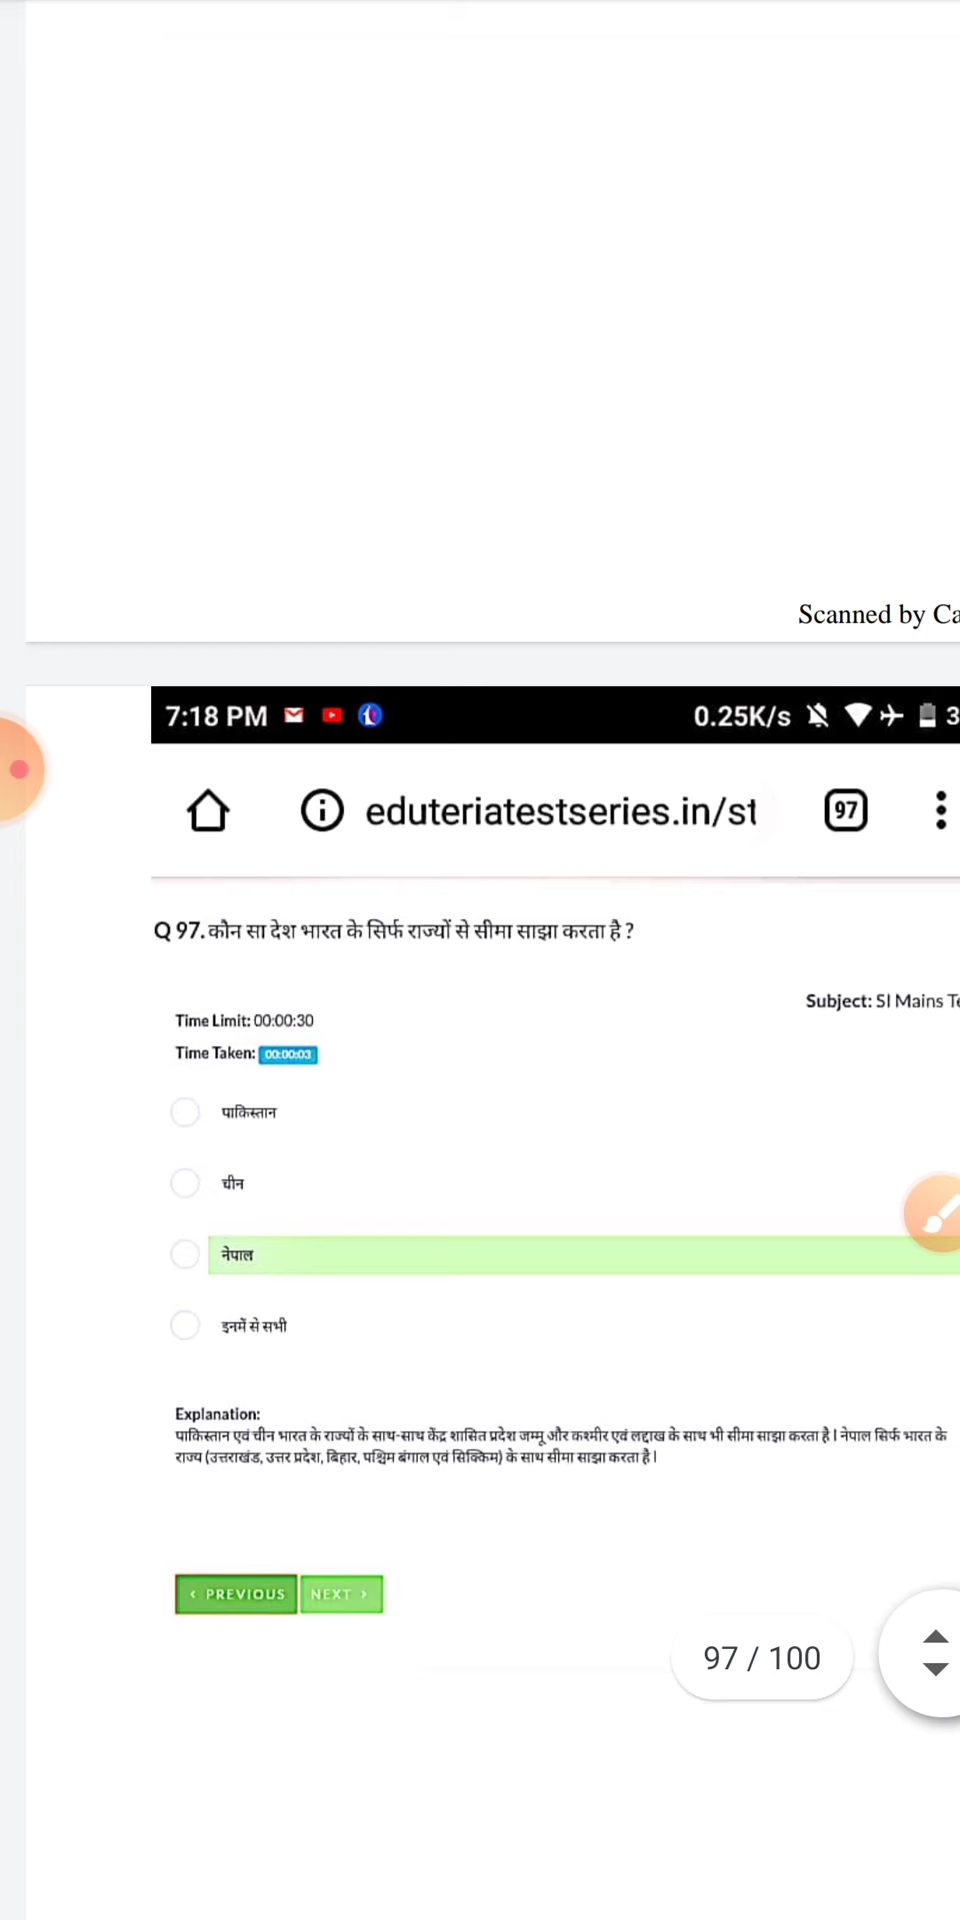 Scanned by Ca
7:18 PM 0.25K/s 3
eduteriatestseries.in/st 97
Q 97. कौन सा देश भारत के सिर्फ राज्यों से सीमा साझा करता है ?
Subject: SI Mains Te
Time Limit: 00:00:30
Time Taken: 00:00:03
पाकिस्तान
चीन
नेपाल
इनमें से सभी
Explanation:
पाकिस्तान एवं चीन भारत के राज्यों के साथ-साथ केंद्र शासित प्रदेश जम्मू और कश्मीर एवं लद्दाख के साथ भी सीमा साझा करता है । नेपाल सिर्फ भारत के
राज्य (उत्तराखंड, उत्तर प्रदेश, बिहार, पश्चिम बंगाल एवं सिक्किम) के साथ सीमा साझा करता है ।
‹ PREVIOUS NEXT ›
97 / 100